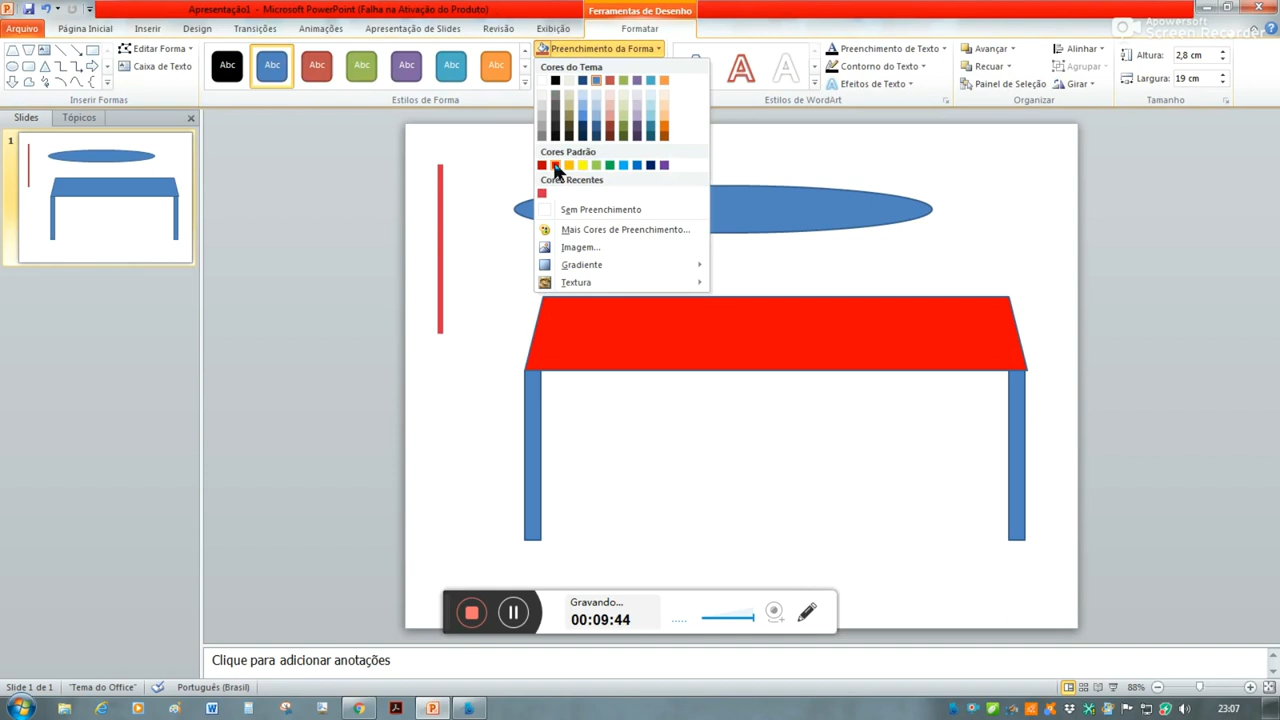 Apresentação1 - Microsoft PowerPoint (Falha na Ativação do Produto)
Ferramentas de Desenho
Arquivo Página Inicial Inserir Design Transições Animações Apresentação de Slides Revisão Exibição Formatar
Apowersoft
Screen Recorder
Editar Forma
Caixa de Texto
Inserir Formas
Abc Abc Abc Abc Abc Abc Abc
Estilos de Forma
Preenchimento da Forma
Cores do Tema
Cores Padrão
Cores Recentes
Sem Preenchimento
Mais Cores de Preenchimento...
Imagem...
Gradiente
Textura
A A
Preenchimento de Texto
Contorno do Texto
Efeitos de Texto
Estilos de WordArt
Avançar
Recuar
Painel de Seleção
Alinhar
Agrupar
Girar
Organizar
Altura: 2,8 cm
Largura: 19 cm
Tamanho
Slides Tópicos
1
Gravando...
00:09:44
Clique para adicionar anotações
Slide 1 de 1 "Tema do Office" Português (Brasil) 88%
23:07